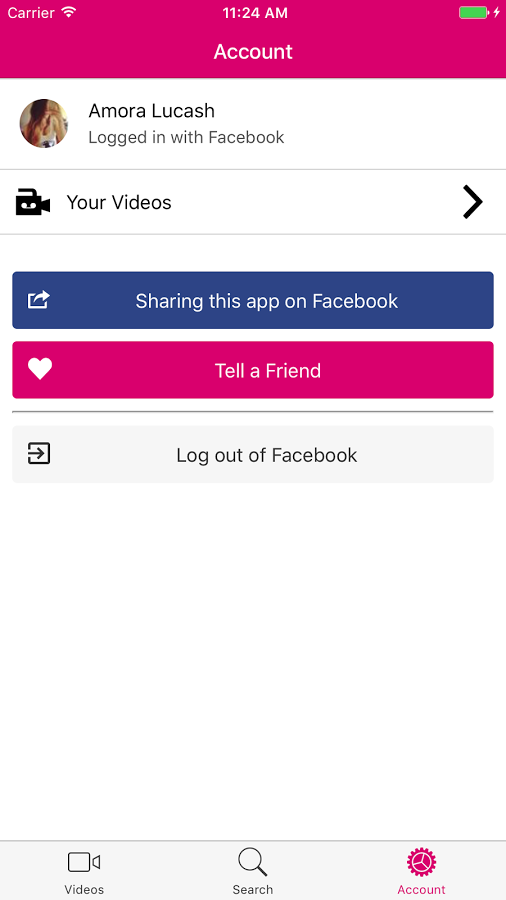 Carrier 11:24 AM
Account
Amora Lucash
Logged in with Facebook
Your Videos
Sharing this app on Facebook
Tell a Friend
Log out of Facebook
Videos Search Account